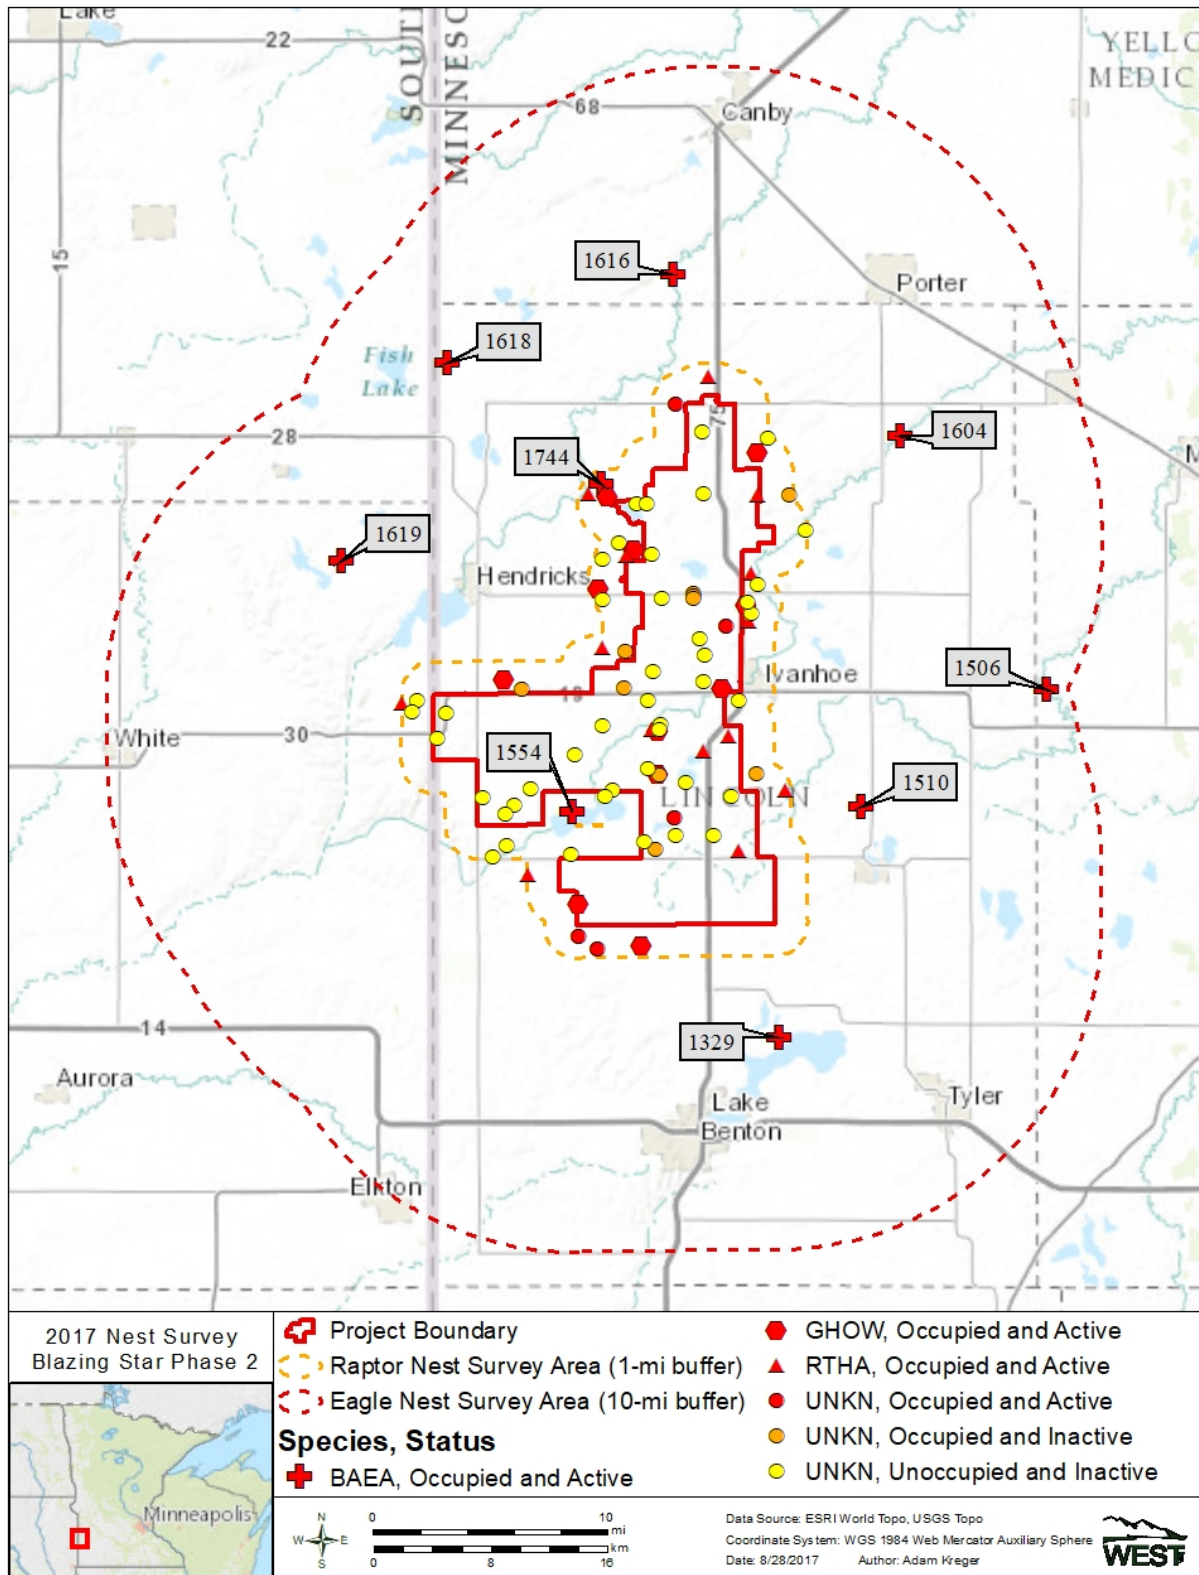 Lake
22
SOUT
MINNESO
YELLO
MEDIC
68
Canby
15
1616
Porter
1618
Fish
Lake
75
28
1604
1744
M
1619
Hendricks
1506
Ivanhoe
19
White
30
1554
LINCOLN
1510
14
1329
Aurora
Lake
Benton
Tyler
Elkton
2017 Nest Survey
Blazing Star Phase 2
Minneapolis
Project Boundary
Raptor Nest Survey Area (1-mi buffer)
Eagle Nest Survey Area (10-mi buffer)
Species, Status
BAEA, Occupied and Active
GHOW, Occupied and Active
RTHA, Occupied and Active
UNKN, Occupied and Active
UNKN, Occupied and Inactive
UNKN, Unoccupied and Inactive
N
W E
S
0 10
mi
km
0 8 16
Data Source: ESRI World Topo, USGS Topo
Coordinate System: WGS 1984 Web Mercator Auxiliary Sphere
Date: 8/28/2017 Author: Adam Kreger
WEST